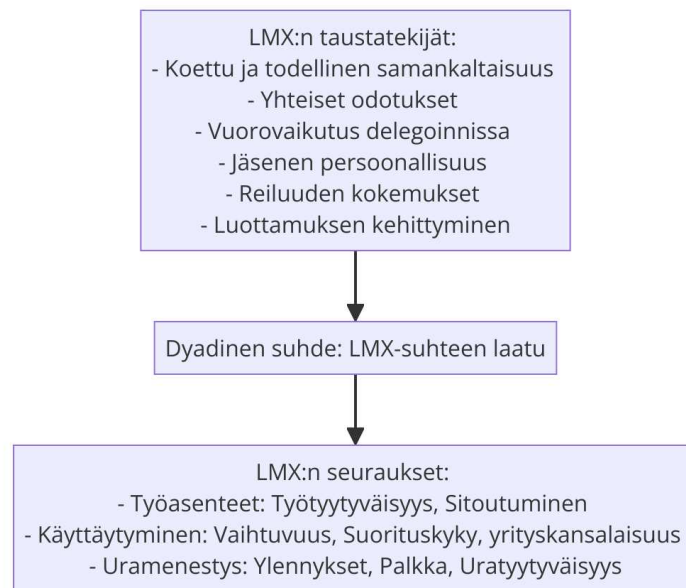 LMX:n taustatekijät:
- Koettu ja todellinen samankaltaisuus
- Yhteiset odotukset
- Vuorovaikutus delegoinnissa
- Jäsenen persoonallisuus
- Reiluuden kokemukset
- Luottamuksen kehittyminen
Dyadinen suhde: LMX-suhteen laatu
LMX:n seuraukset:
- Työasenteet: Työtyytyväisyys, Sitoutuminen
- Käyttäytyminen: Vaihtuvuus, Suorituskyky, yrityskansalaisuus
- Uramenestys: Ylennykset, Palkka, Uratyytyväisyys